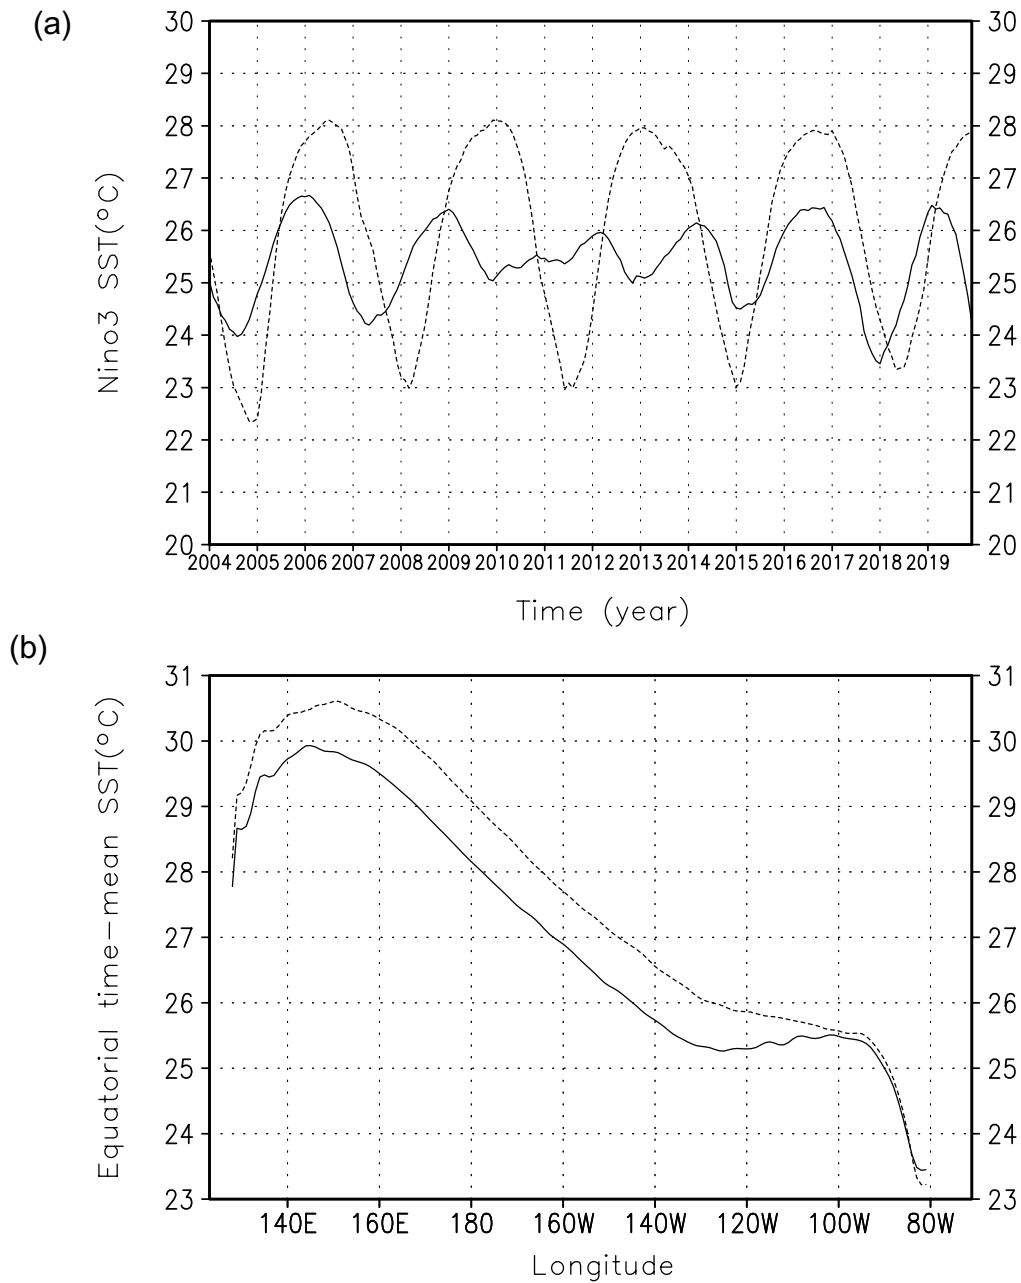 (a)
Nino3 SST(°C)
30 30
29 29
28 28
27 27
26 26
25 25
24 24
23 23
22 22
21 21
20 20
2004 2005 2006 2007 2008 2009 2010 2011 2012 2013 2014 2015 2016 2017 2018 2019
Time (year)
(b)
Equatorial time-mean SST(°C)
31 31
30 30
29 29
28 28
27 27
26 26
25 25
24 24
23 23
140E 160E 180 160W 140W 120W 100W 80W
Longitude